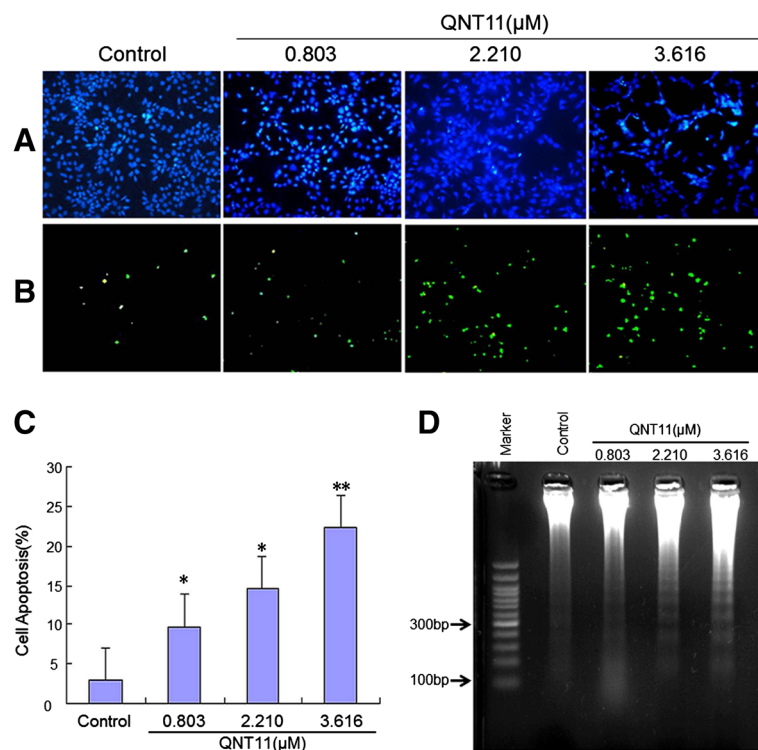 QNT11(µM)
Control 0.803 2.210 3.616
A
B
C
Cell Apoptosis(%)
30
25
20
15
10
5
0
* * **
Control 0.803 2.210 3.616
QNT11(µM)
D
Marker Control QNT11(µM)
0.803 2.210 3.616
300bp
100bp